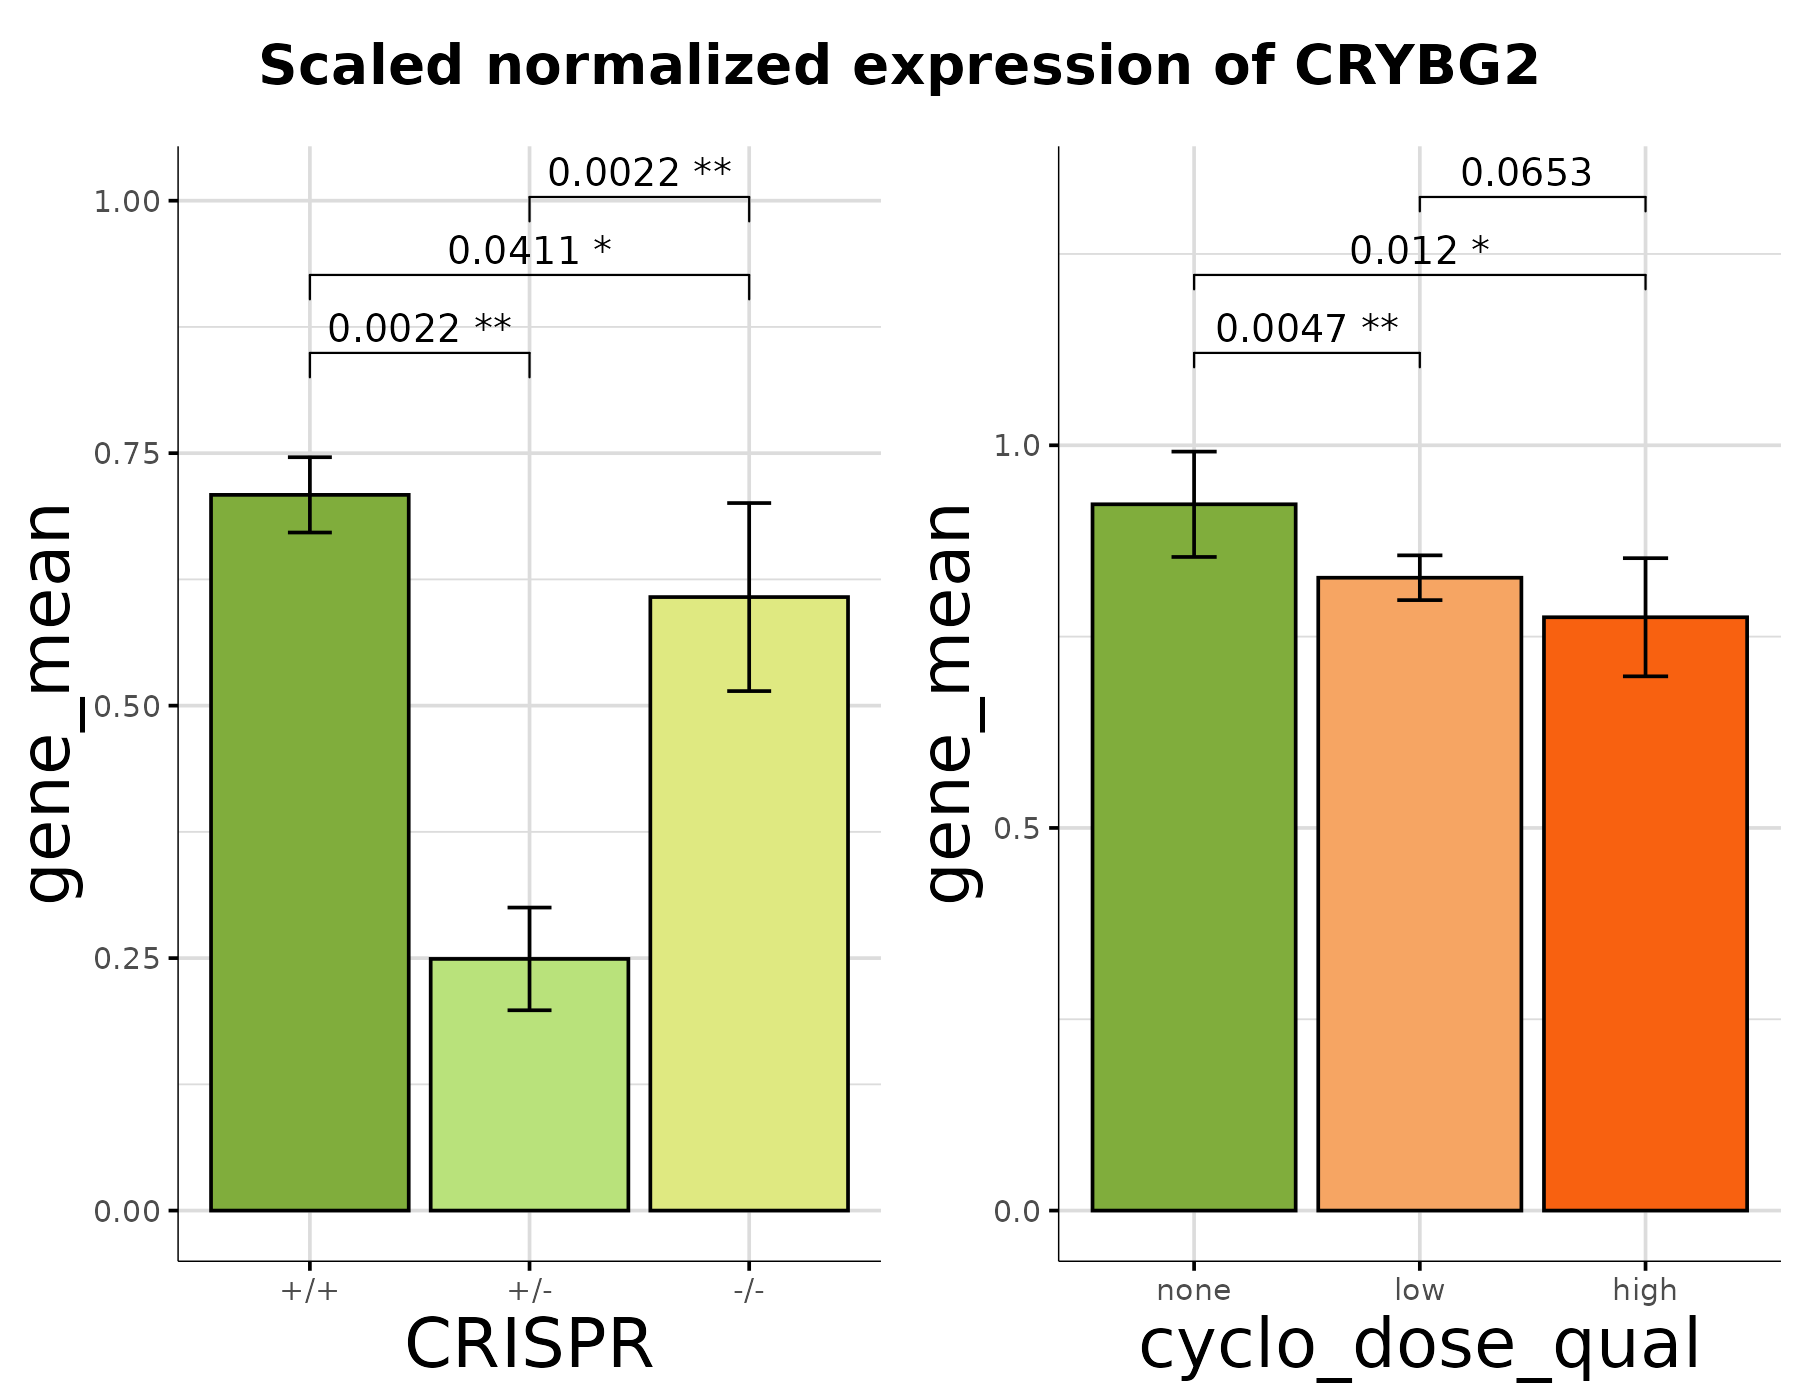 Scaled normalized expression of CRYBG2
gene_mean
1.00
0.75
0.50
0.25
0.00
0.0022 **
0.0411 *
0.0022 **
+/+
+/-
-/-
CRISPR
gene_mean
1.0
0.5
0.0
0.0653
0.012 *
0.0047 **
none
low
high
cyclo_dose_qual